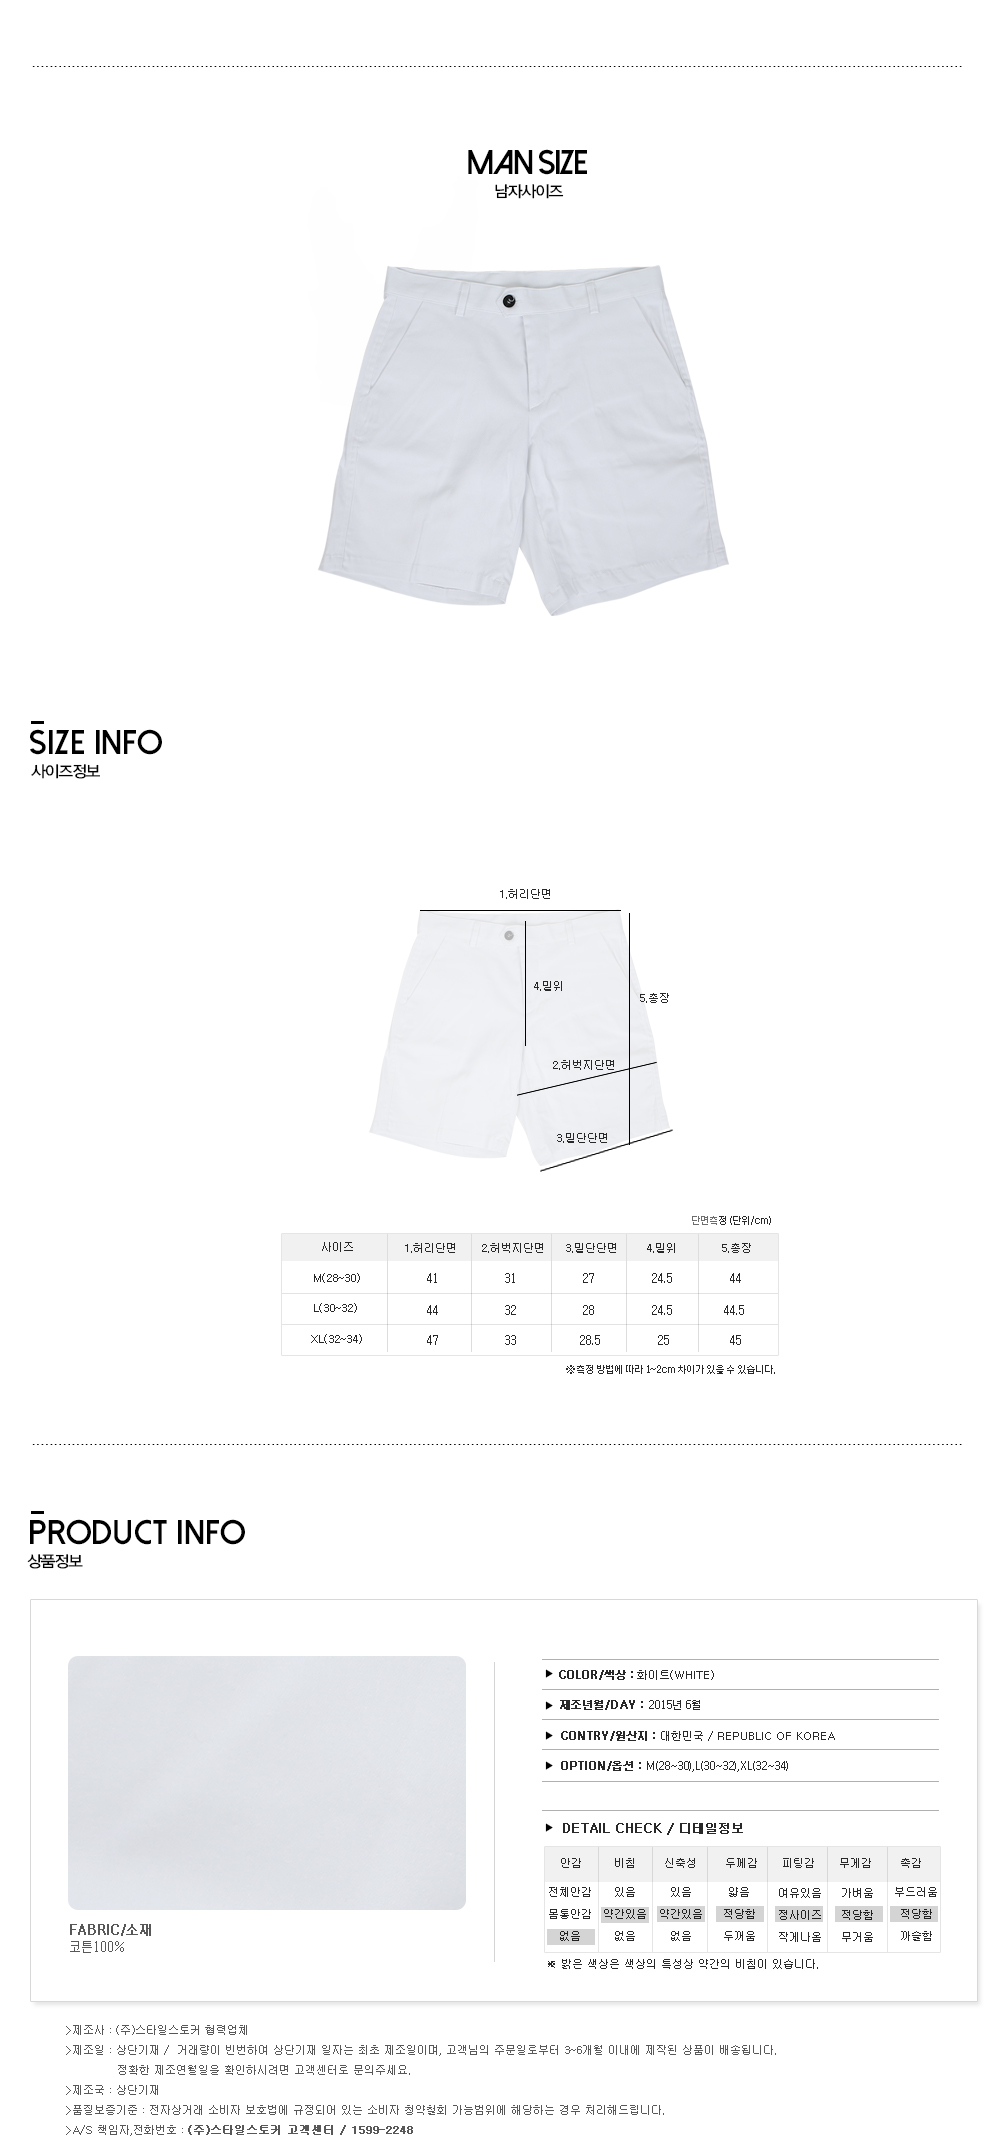 MAN SIZE
남자사이즈
SIZE INFO
사이즈정보
1.허리단면
4.밑위
5.총장
2.허벅지단면
3.밑단단면
단면측정 (단위/cm)
사이즈 1.허리단면 2.허벅지단면 3.밑단단면 4.밑위 5.총장
M(28~30) 41 31 27 24.5 44
L(30~32) 44 32 28 24.5 44.5
XL(32~34) 47 33 28.5 25 45
※측정 방법에 따라 1~2cm 차이가 있을 수 있습니다.
PRODUCT INFO
상품정보
FABRIC/소재
코튼100%
▶ COLOR/색상 : 화이트(WHITE)
▶ 제조년월/DAY : 2015년 6월
▶ CONTRY/원산지 : 대한민국 / REPUBLIC OF KOREA
▶ OPTION/옵션 : M(28~30),L(30~32),XL(32~34)
▶ DETAIL CHECK / 디테일정보
안감 비침 신축성 두께감 피팅감 무게감 촉감
전체안감 있음 있음 얇음 여유있음 가벼움 부드러움
몸통안감 약간있음 약간있음 적당함 정사이즈 적당함 적당함
없음 없음 없음 두꺼움 작게나옴 무거움 까슬함
※ 밝은 색상은 색상의 특성상 약간의 비침이 있습니다.
>제조사 : (주)스타일스토커 협력업체
>제조일 : 상단기재 / 거래량이 빈번하여 상단기재 일자는 최초 제조일이며, 고객님의 주문일로부터 3~6개월 이내에 제작된 상품이 배송됩니다.
정확한 제조연월일을 확인하시려면 고객센터로 문의주세요.
>제조국 : 상단기재
>품질보증기준 : 전자상거래 소비자 보호법에 규정되어 있는 소비자 청약철회 가능범위에 해당하는 경우 처리해드립니다.
>A/S 책임자,전화번호 : (주)스타일스토커 고객센터 / 1599-2248